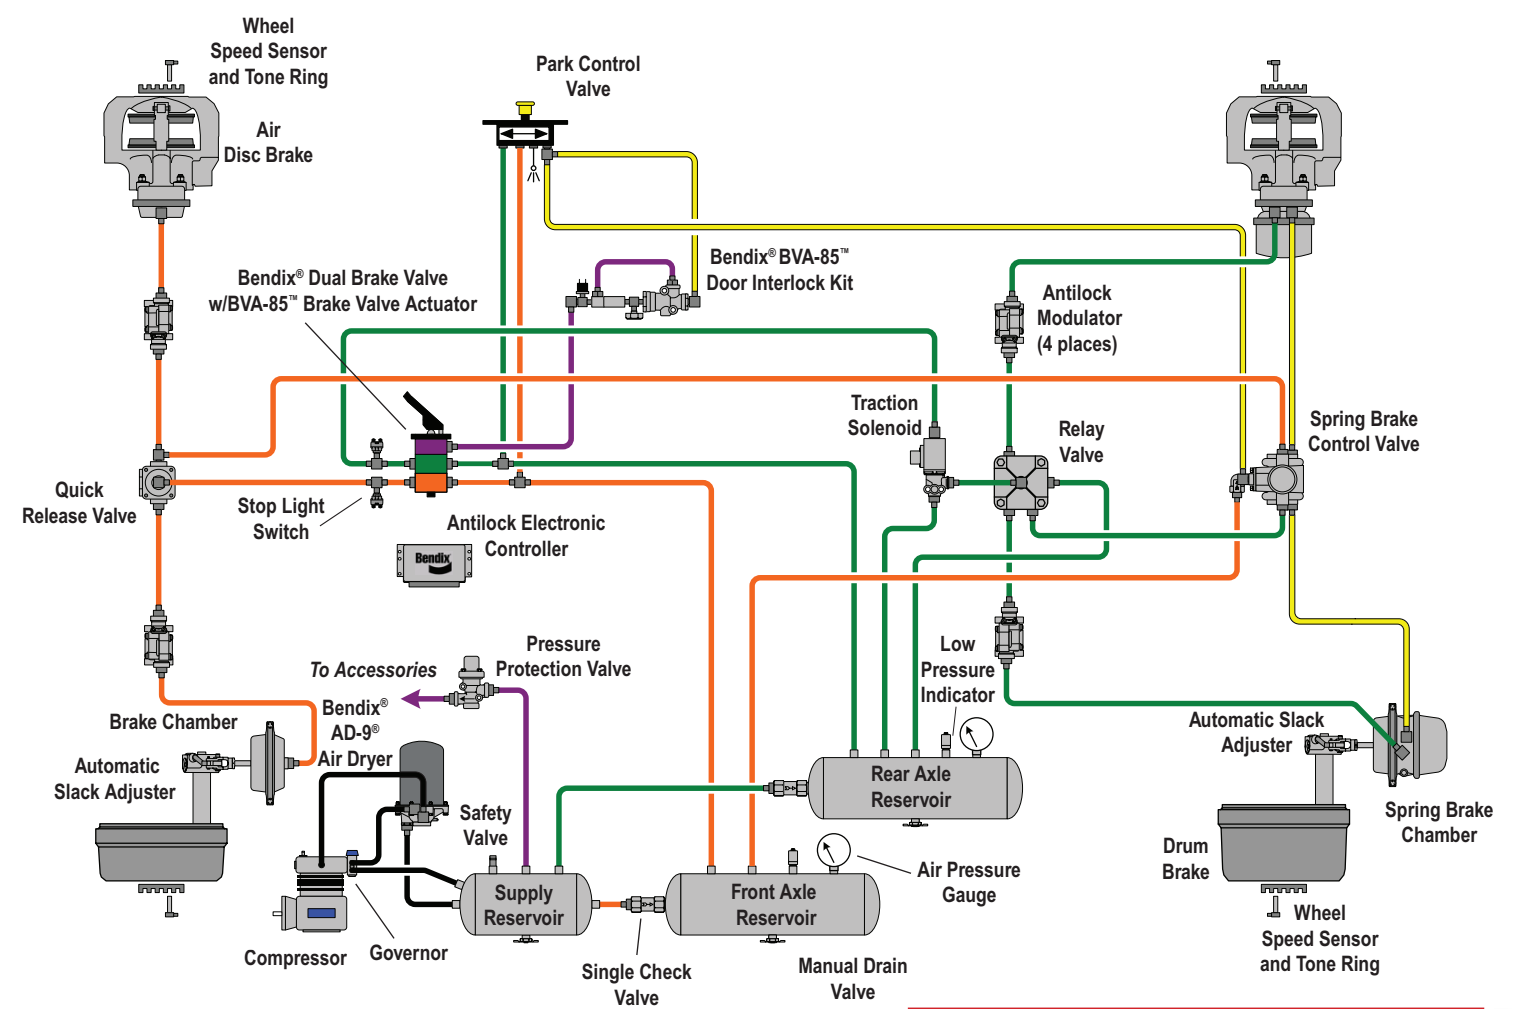 Wheel
Speed Sensor
and Tone Ring
Park Control
Valve
Air
Disc Brake
Bendix® Dual Brake Valve
w/BVA-85™ Brake Valve Actuator
Bendix® BVA-85™
Door Interlock Kit
Antilock
Modulator
(4 places)
Traction
Solenoid
Relay
Valve
Spring Brake
Control Valve
Quick
Release Valve
Stop Light
Switch
Antilock Electronic
Controller
Bendix
Pressure
Protection Valve
To Accessories
Low
Pressure
Indicator
Bendix®
AD-9®
Air Dryer
Brake Chamber
Automatic
Slack Adjuster
Automatic Slack
Adjuster
Rear Axle
Reservoir
Safety
Valve
Spring Brake
Chamber
Drum
Brake
Air Pressure
Gauge
Supply
Reservoir
Front Axle
Reservoir
Compressor
Governor
Single Check
Valve
Manual Drain
Valve
Wheel
Speed Sensor
and Tone Ring